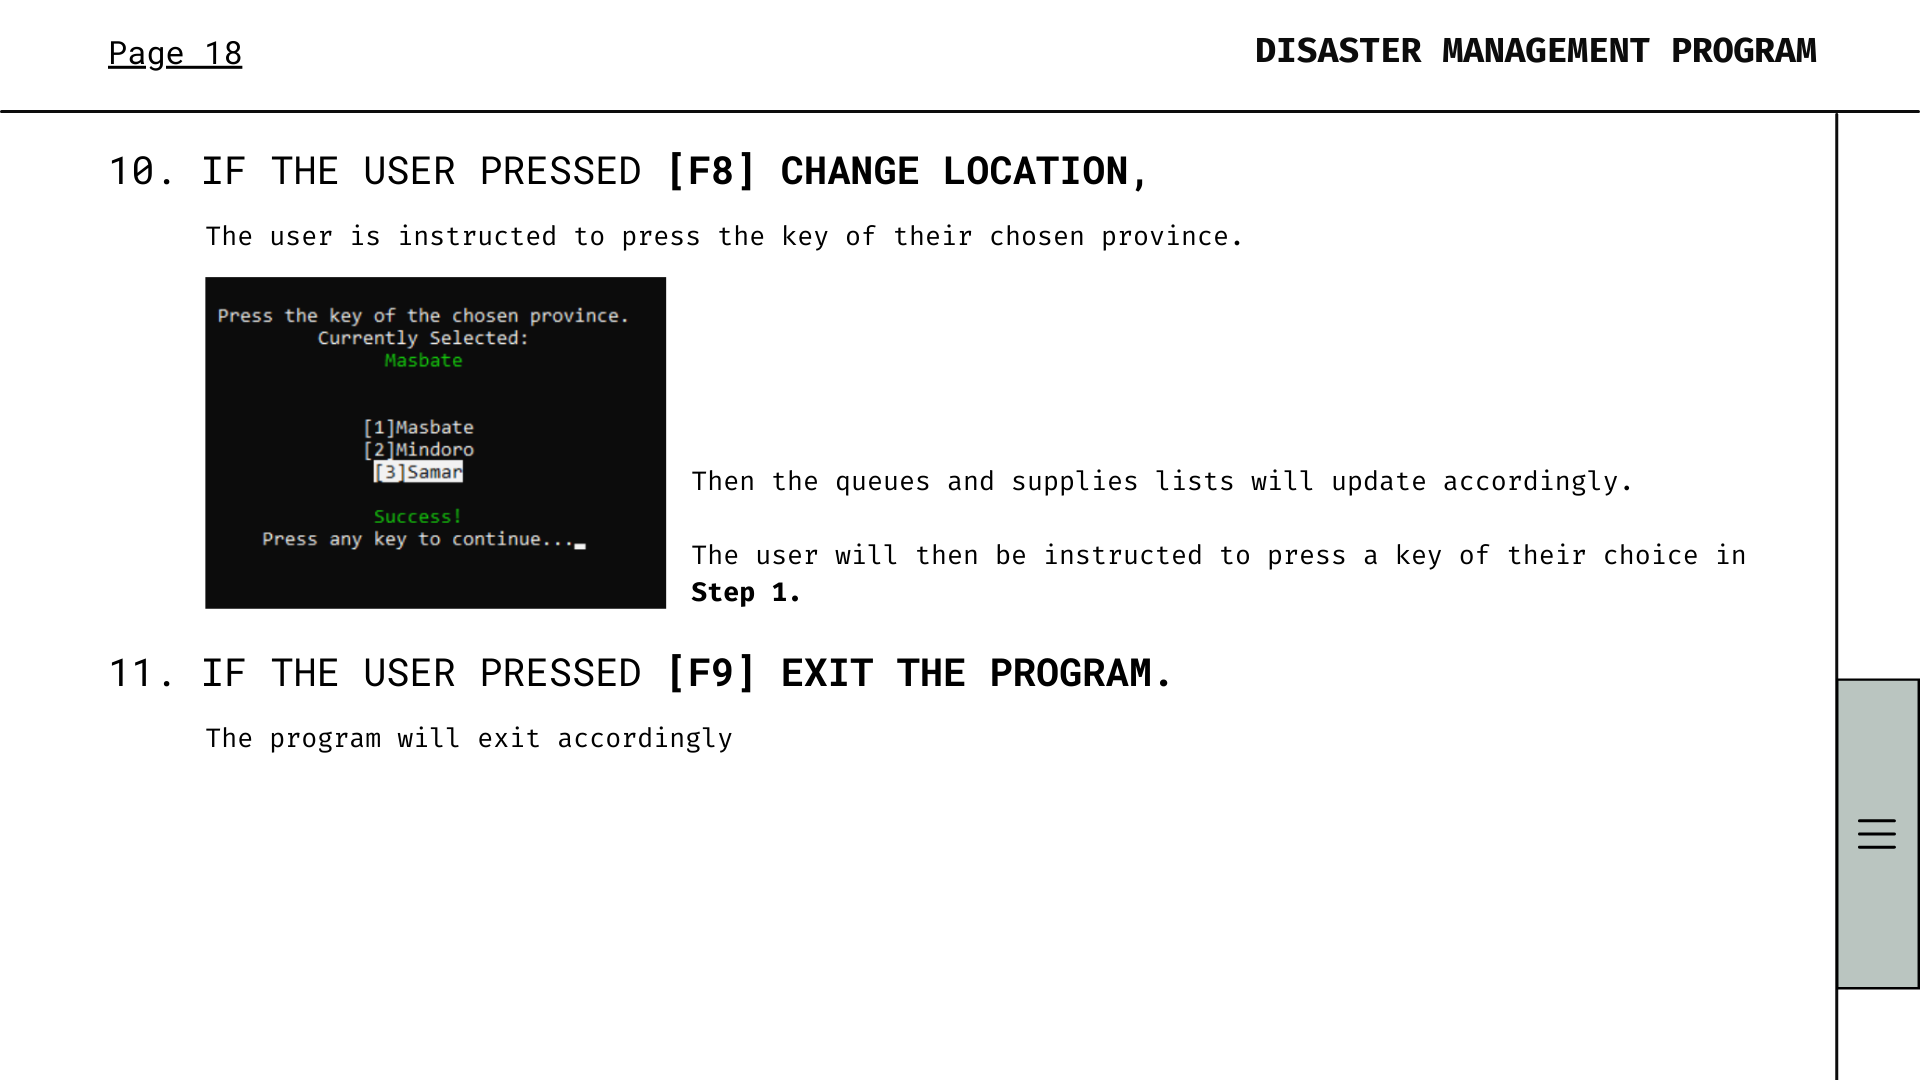 Page 18
DISASTER MANAGEMENT PROGRAM
10. IF THE USER PRESSED [F8] CHANGE LOCATION,
The user is instructed to press the key of their chosen province.
Press the key of the chosen province.
Currently Selected:
Masbate
[1]Masbate
[2]Mindoro
[3]Samar
Success!
Press any key to continue..._
Then the queues and supplies lists will update accordingly.
The user will then be instructed to press a key of their choice in
Step 1.
11. IF THE USER PRESSED [F9] EXIT THE PROGRAM.
The program will exit accordingly